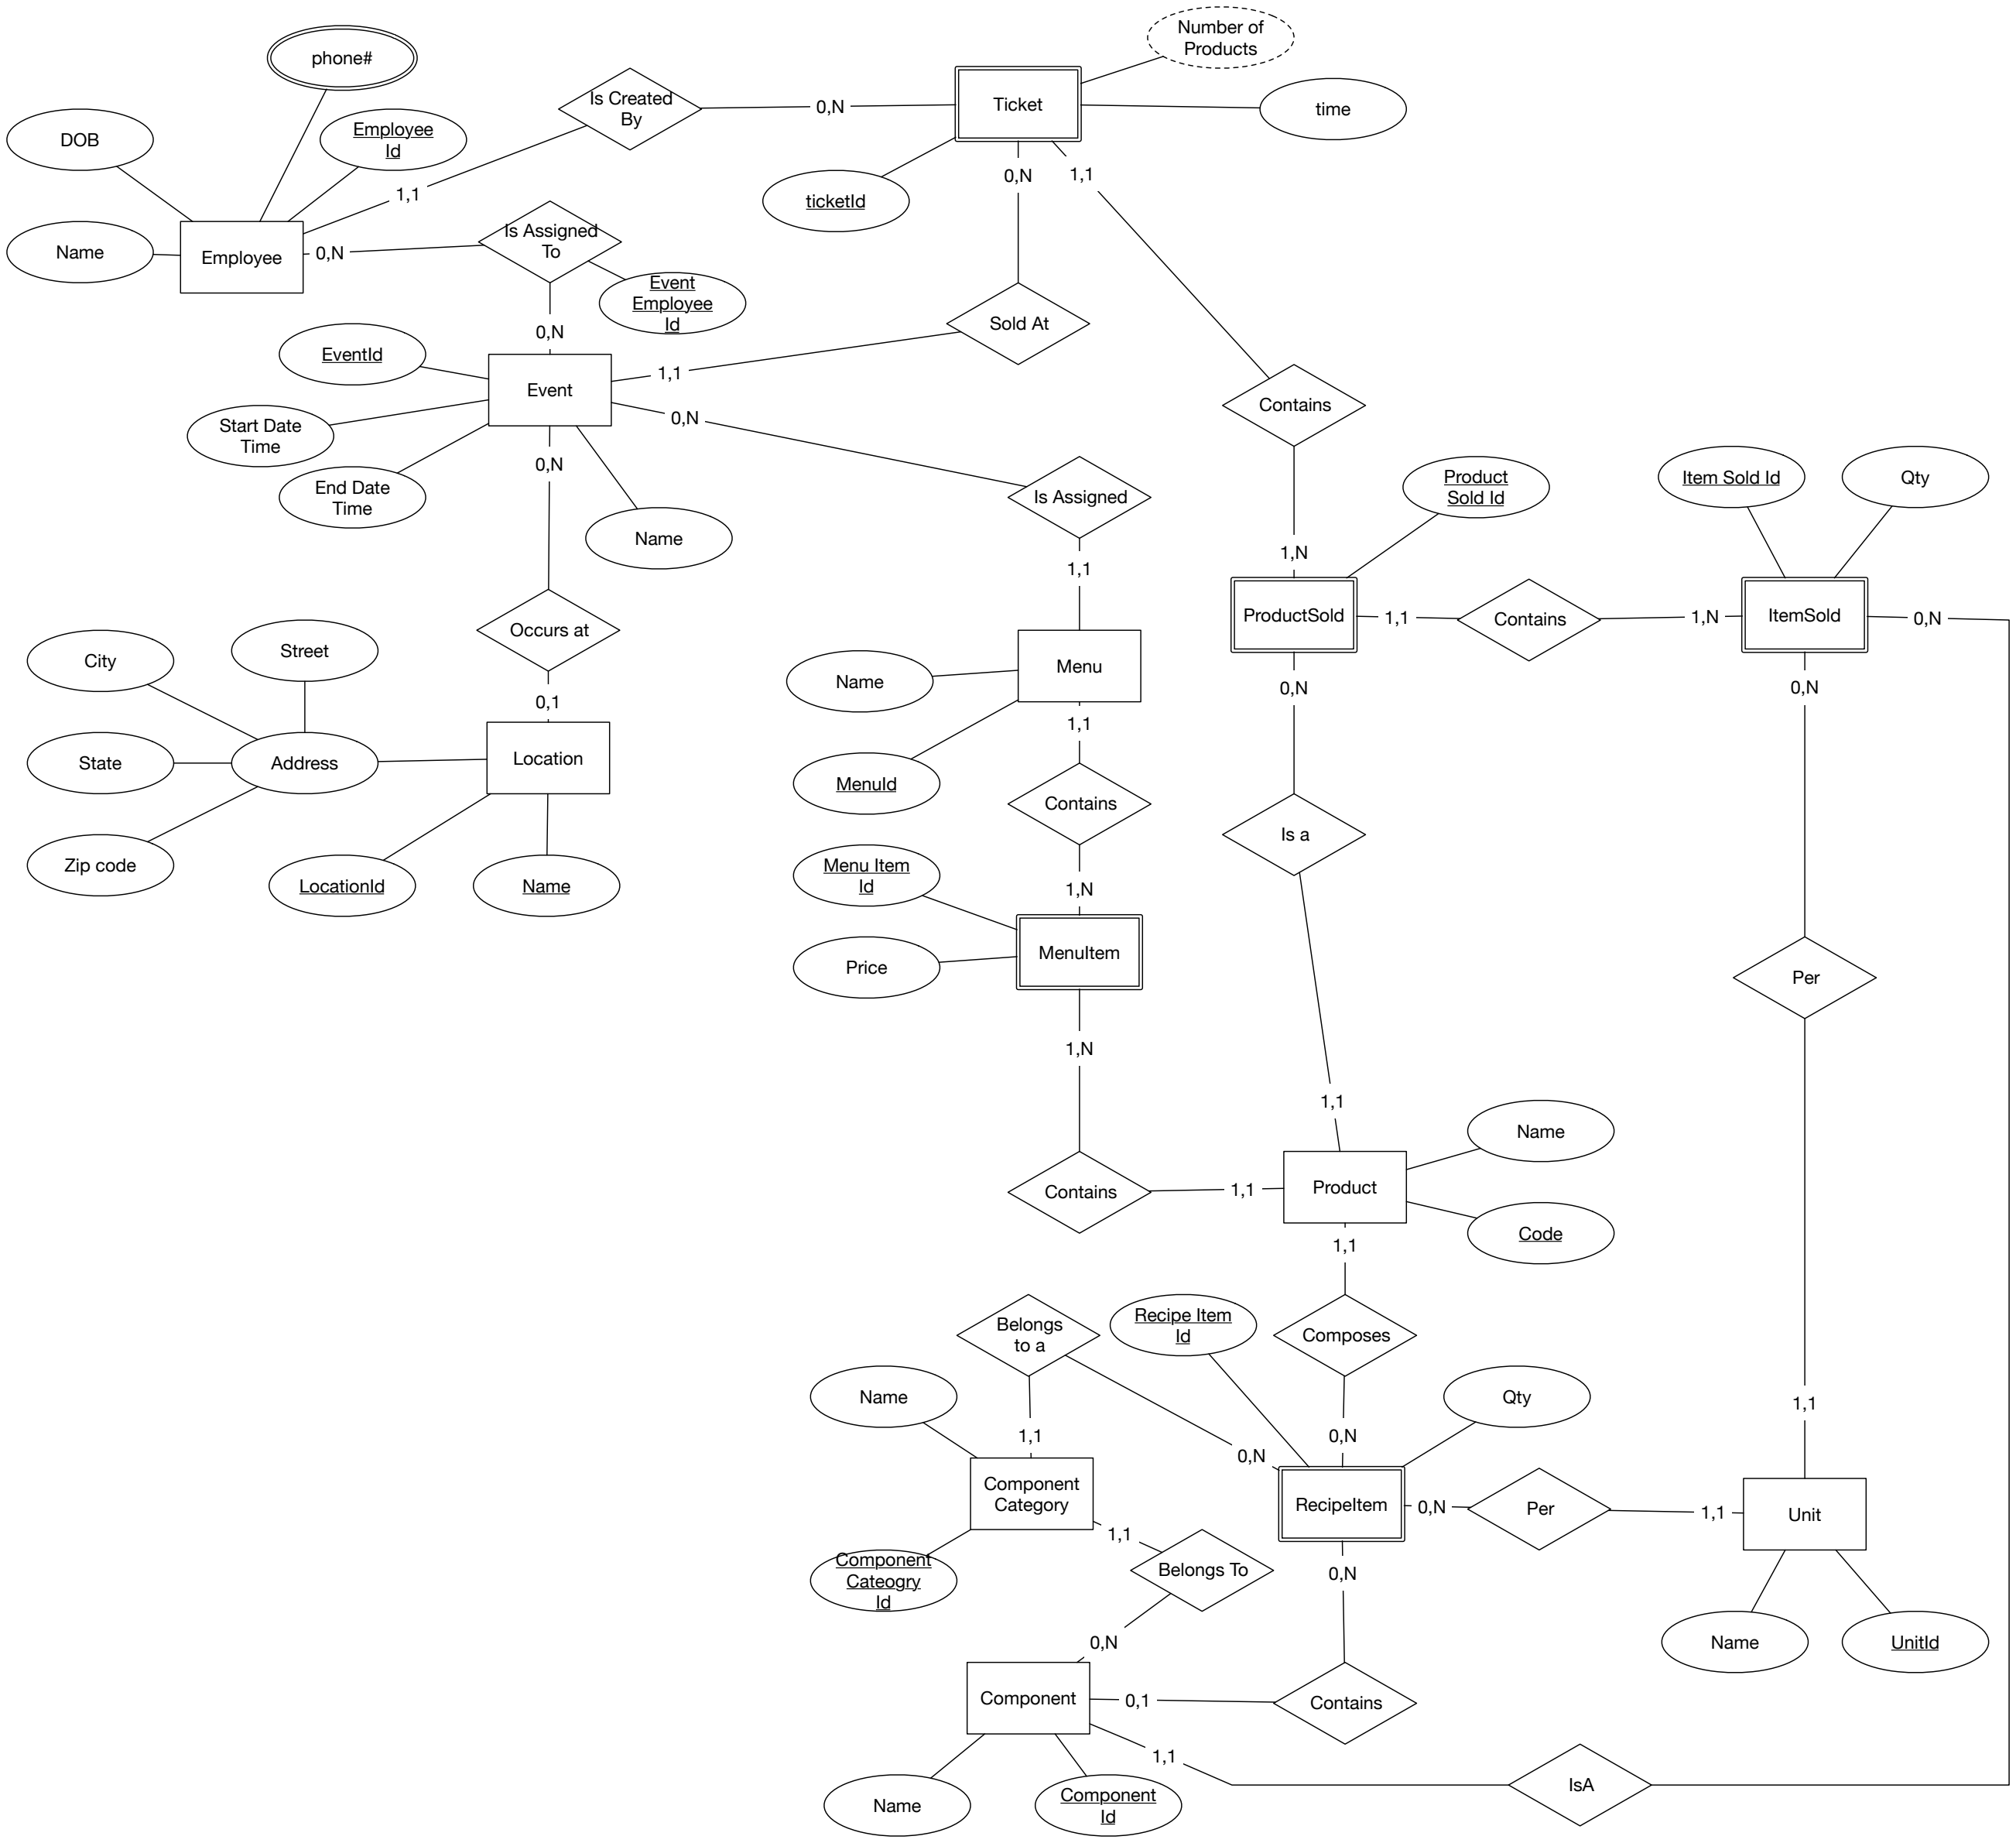 Number of
Products
phone#
Is Created
By
0,N
Ticket
time
DOB
Employee
Id
1,1
0,N
1,1
ticketId
Name
Employee
0,N
Is Assigned
To
Event
Employee
Id
0,N
Sold At
EventId
1,1
Event
0,N
Contains
Start Date
Time
0,N
End Date
Time
Is Assigned
Name
Product
Sold Id
Item Sold Id
Qty
1,N
1,1
ProductSold
1,1
Contains
1,N
ItemSold
0,N
Occurs at
City
Street
Name
Menu
0,N
0,N
0,1
1,1
State
Address
Location
MenuId
Contains
Is a
Zip code
LocationId
Name
Menu Item
Id
1,N
Price
MenuItem
Per
1,N
1,1
Name
Contains
1,1
Product
Code
1,1
Belongs
to a
Recipe Item
Id
Composes
Name
Qty
1,1
0,N
0,N
1,1
Component
Category
RecipeItem
0,N
Per
1,1
Unit
1,1
Component
Cateogry
Id
Belongs To
0,N
0,N
Name
UnitId
Component
0,1
Contains
1,1
IsA
Name
Component
Id